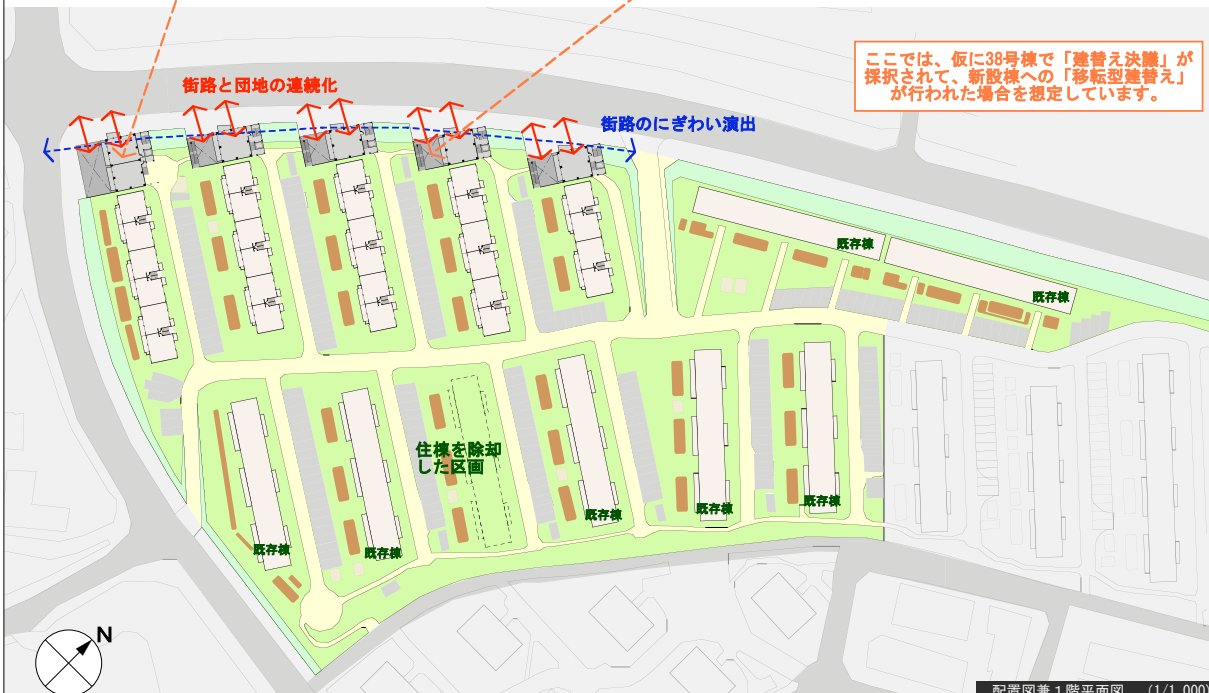 ここでは、仮に38号棟で「建替え決議」が
採択されて、新設棟への「移転型建替え」
が行われた場合を想定しています。
街路と団地の連続化
街路のにぎわい演出
既存棟
既存棟
住棟を除却
した区画
既存棟
既存棟
既存棟
既存棟
既存棟
N
配置図兼1階平面図 (1/1,000)